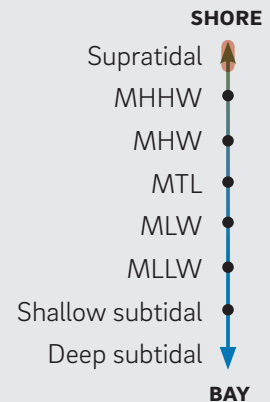 SHORE
Supratidal
MHHW
MHW
MTL
MLW
MLLW
Shallow subtidal
Deep subtidal
BAY